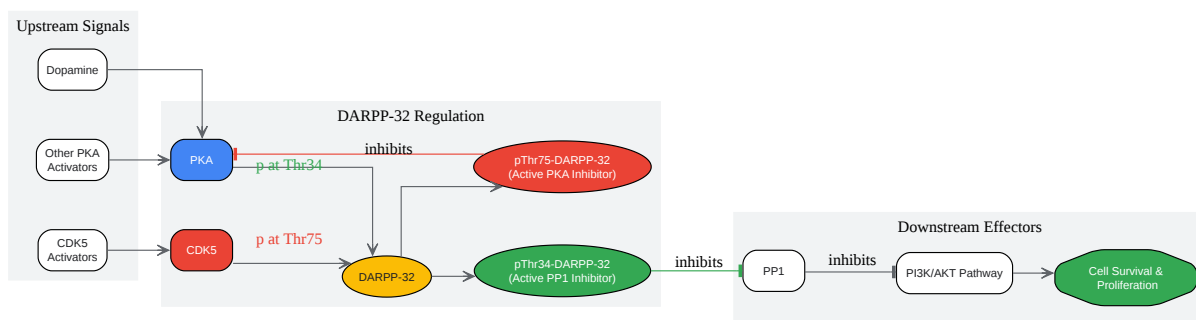 Upstream Signals
Dopamine
Other PKA
Activators
CDK5
Activators
DARPP-32 Regulation
PKA
p at Thr34
inhibits
pThr75-DARPP-32
(Active PKA Inhibitor)
CDK5
p at Thr75
DARPP-32
pThr34-DARPP-32
(Active PP1 Inhibitor)
inhibits
Downstream Effectors
PP1
inhibits
PI3K/AKT Pathway
Cell Survival &
Proliferation